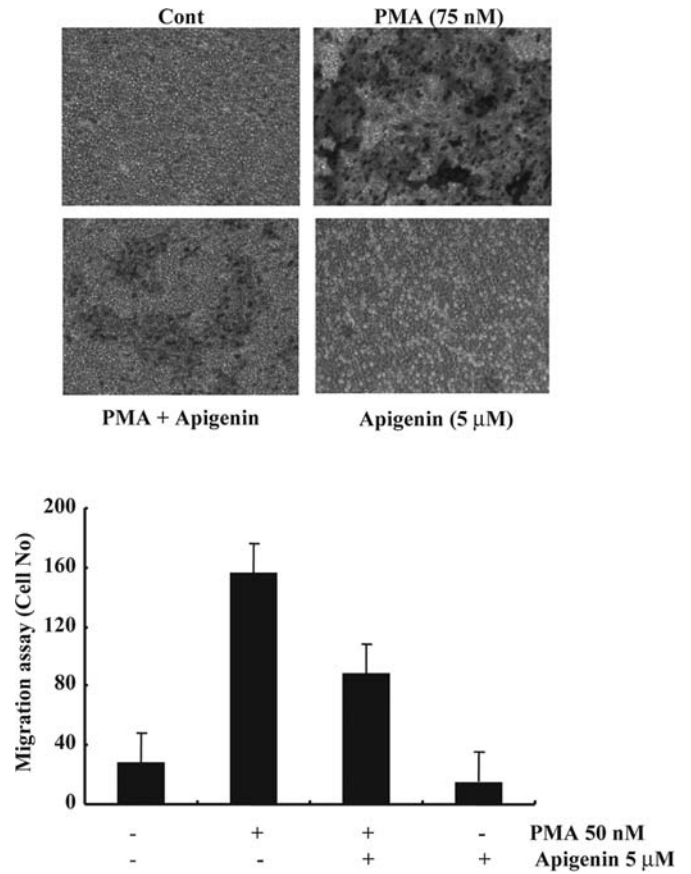 Cont PMA (75 nM)
PMA + Apigenin Apigenin (5 μM)
Migration assay (Cell No)
200
160
120
80
40
0
- + + - PMA 50 nM
- - + + Apigenin 5 μM